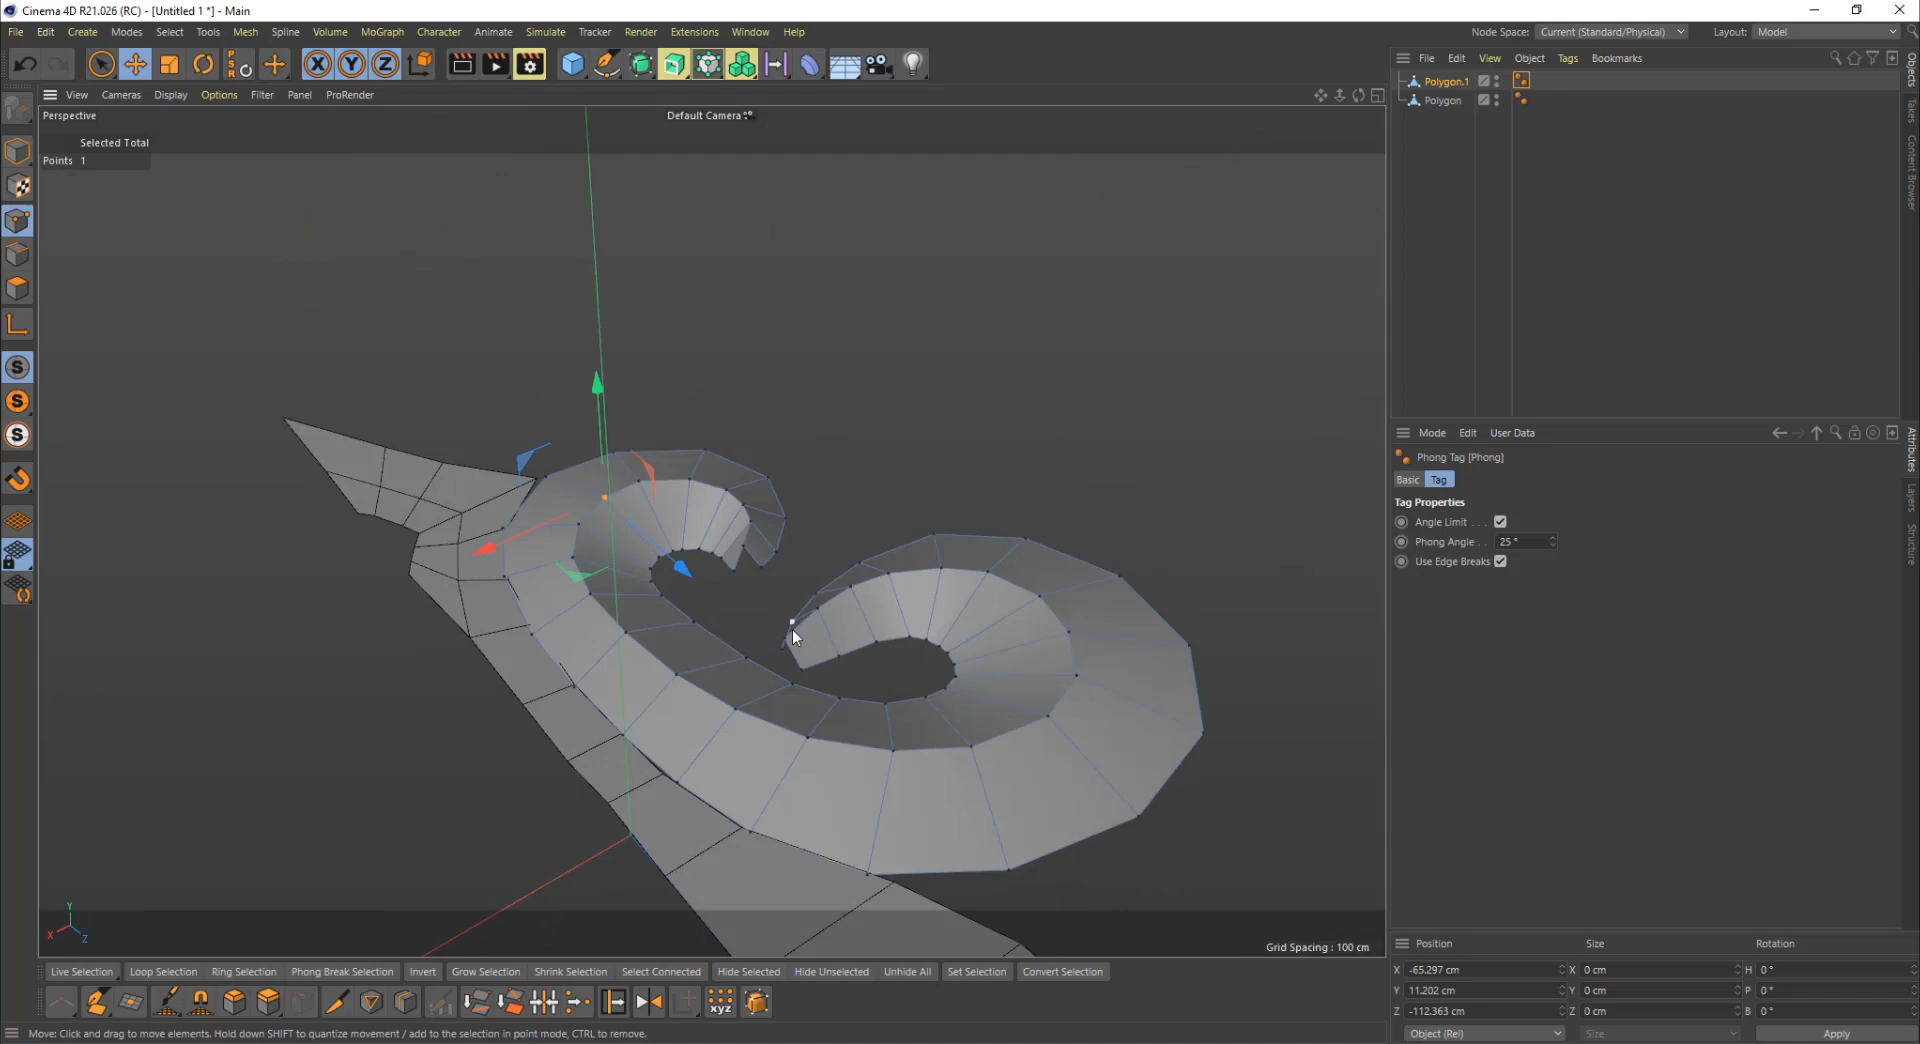 Cinema 4D R21.026 (RC) - [Untitled 1 *] - Main
File Edit Create Modes Select Tools Mesh Spline Volume MoGraph Character Animate Simulate Tracker Render Extensions Window Help
Node Space: Current (Standard/Physical) Layout: Model
P S R
X Y Z
File Edit View Object Tags Bookmarks
Objects
Takes
Content Browser
Structure
Attributes
Layers
View Cameras Display Options Filter Panel ProRender
Perspective
Default Camera
Selected Total
Points 1
Polygon.1
Polygon
S
S
S
Mode Edit User Data
Phong Tag [Phong]
Basic Tag
Tag Properties
Angle Limit . . .
Phong Angle . . 25 °
Use Edge Breaks
Y
X Z
Grid Spacing : 100 cm
Live Selection Loop Selection Ring Selection Phong Break Selection Invert Grow Selection Shrink Selection Select Connected Hide Selected Hide Unselected Unhide All Set Selection Convert Selection
xyz
Position Size Rotation
X -65.297 cm X 0 cm H 0 °
Y 11.202 cm Y 0 cm P 0 °
Z -112.363 cm Z 0 cm B 0 °
Object (Rel) Size Apply
Move: Click and drag to move elements. Hold down SHIFT to quantize movement / add to the selection in point mode, CTRL to remove.